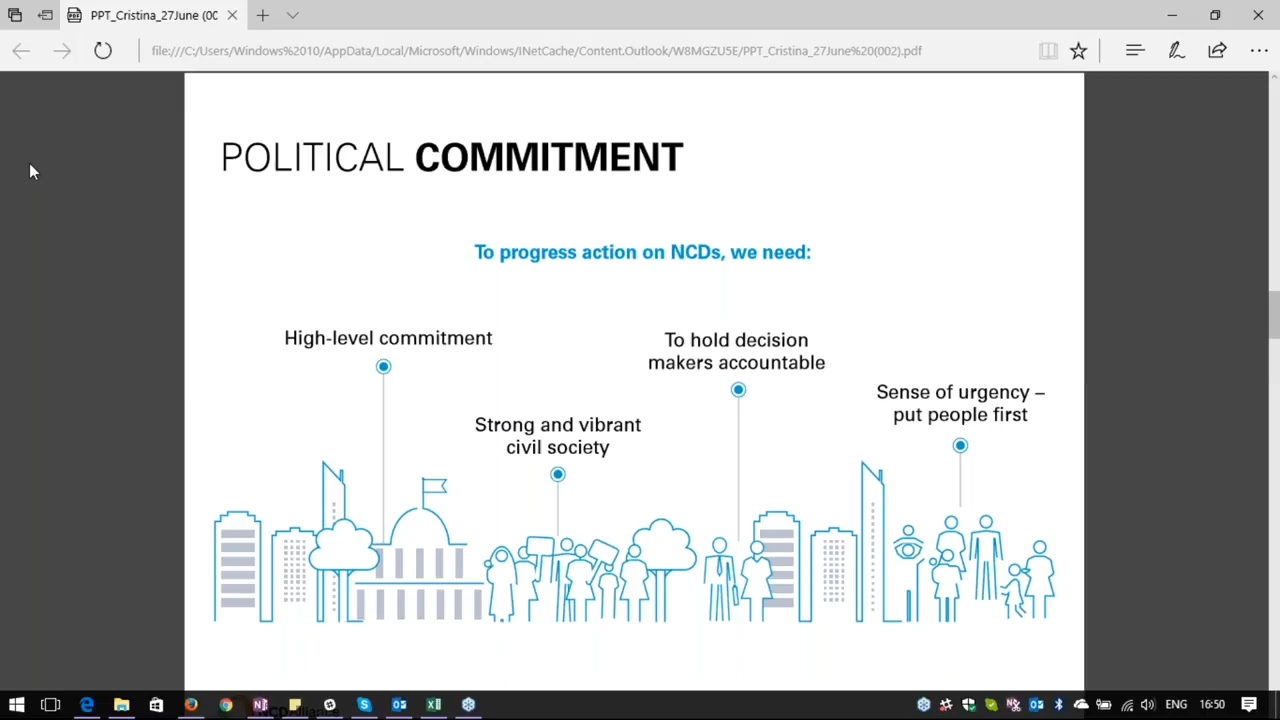 PPT_Cristina_27June (00
file:///C:/Users/Windows%2010/AppData/Local/Microsoft/Windows/INetCache/Content.Outlook/W8MGZU5E/PPT_Cristina_27June%20(002).pdf
POLITICAL COMMITMENT
To progress action on NCDs, we need:
High-level commitment
To hold decision
makers accountable
Sense of urgency –
put people first
Strong and vibrant
civil society
ENG 16:50